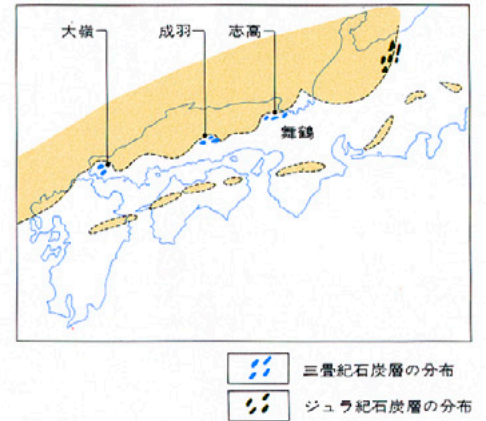 大嶺
成羽
志高
舞鶴
三畳紀石炭層の分布
ジュラ紀石炭層の分布